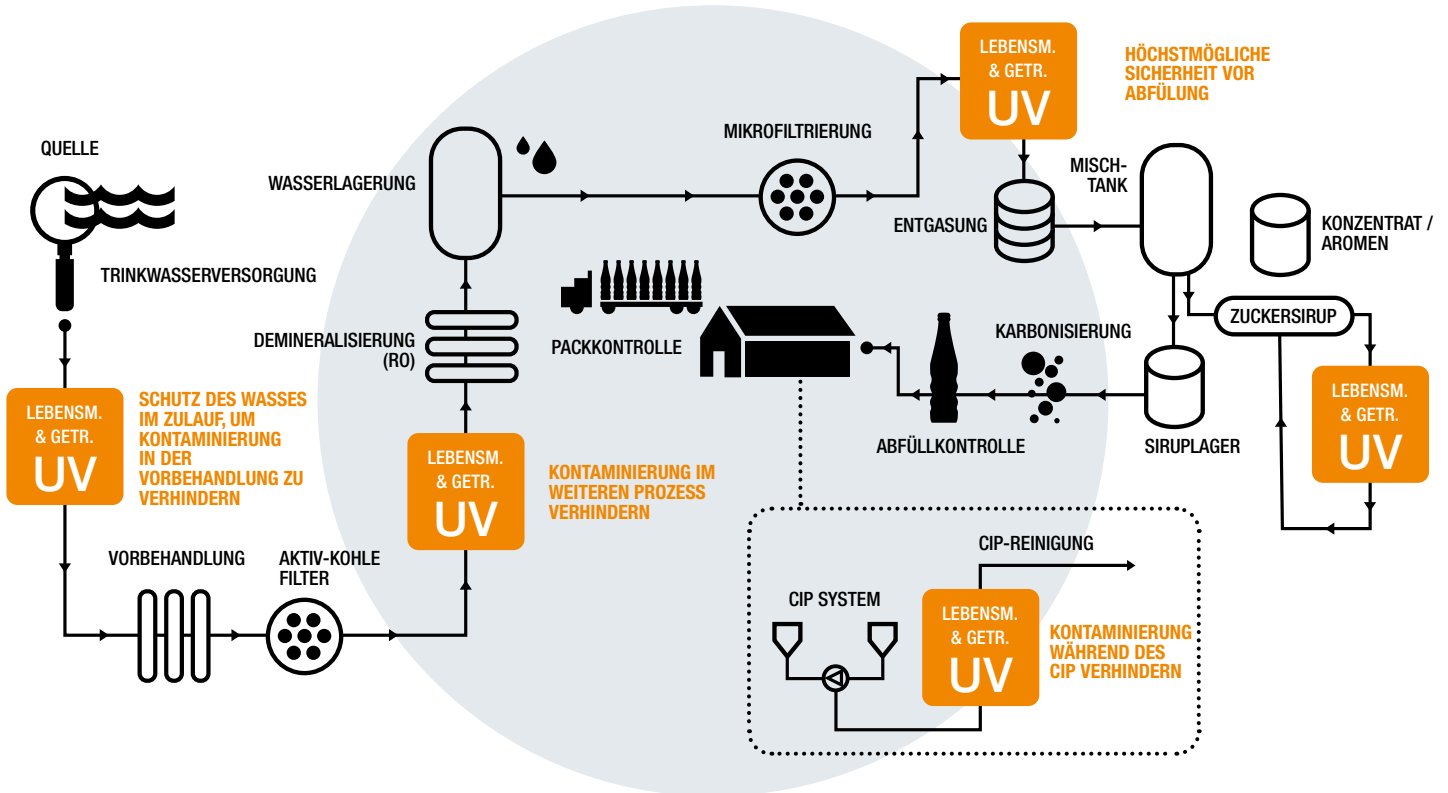 QUELLE
TRINKWASSERVERSORGUNG
LEBENSM.
& GETR.
UV
SCHUTZ DES WASSES
IM ZULAUF, UM
KONTAMINIERUNG
IN DER
VORBEHANDLUNG ZU
VERHINDERN
VORBEHANDLUNG
AKTIV-KOHLE
FILTER
LEBENSM.
& GETR.
UV
KONTAMINIERUNG IM
WEITEREN PROZESS
VERHINDERN
DEMINERALISIERUNG
(RO)
WASSERLAGERUNG
MIKROFILTRIERUNG
LEBENSM.
& GETR.
UV
HÖCHSTMÖGLICHE
SICHERHEIT VOR
ABFÜLUNG
ENTGASUNG
MISCH-
TANK
KONZENTRAT /
AROMEN
ZUCKERSIRUP
LEBENSM.
& GETR.
UV
SIRUPLAGER
KARBONISIERUNG
ABFÜLLKONTROLLE
PACKKONTROLLE
CIP-REINIGUNG
CIP SYSTEM
LEBENSM.
& GETR.
UV
KONTAMINIERUNG
WÄHREND DES
CIP VERHINDERN